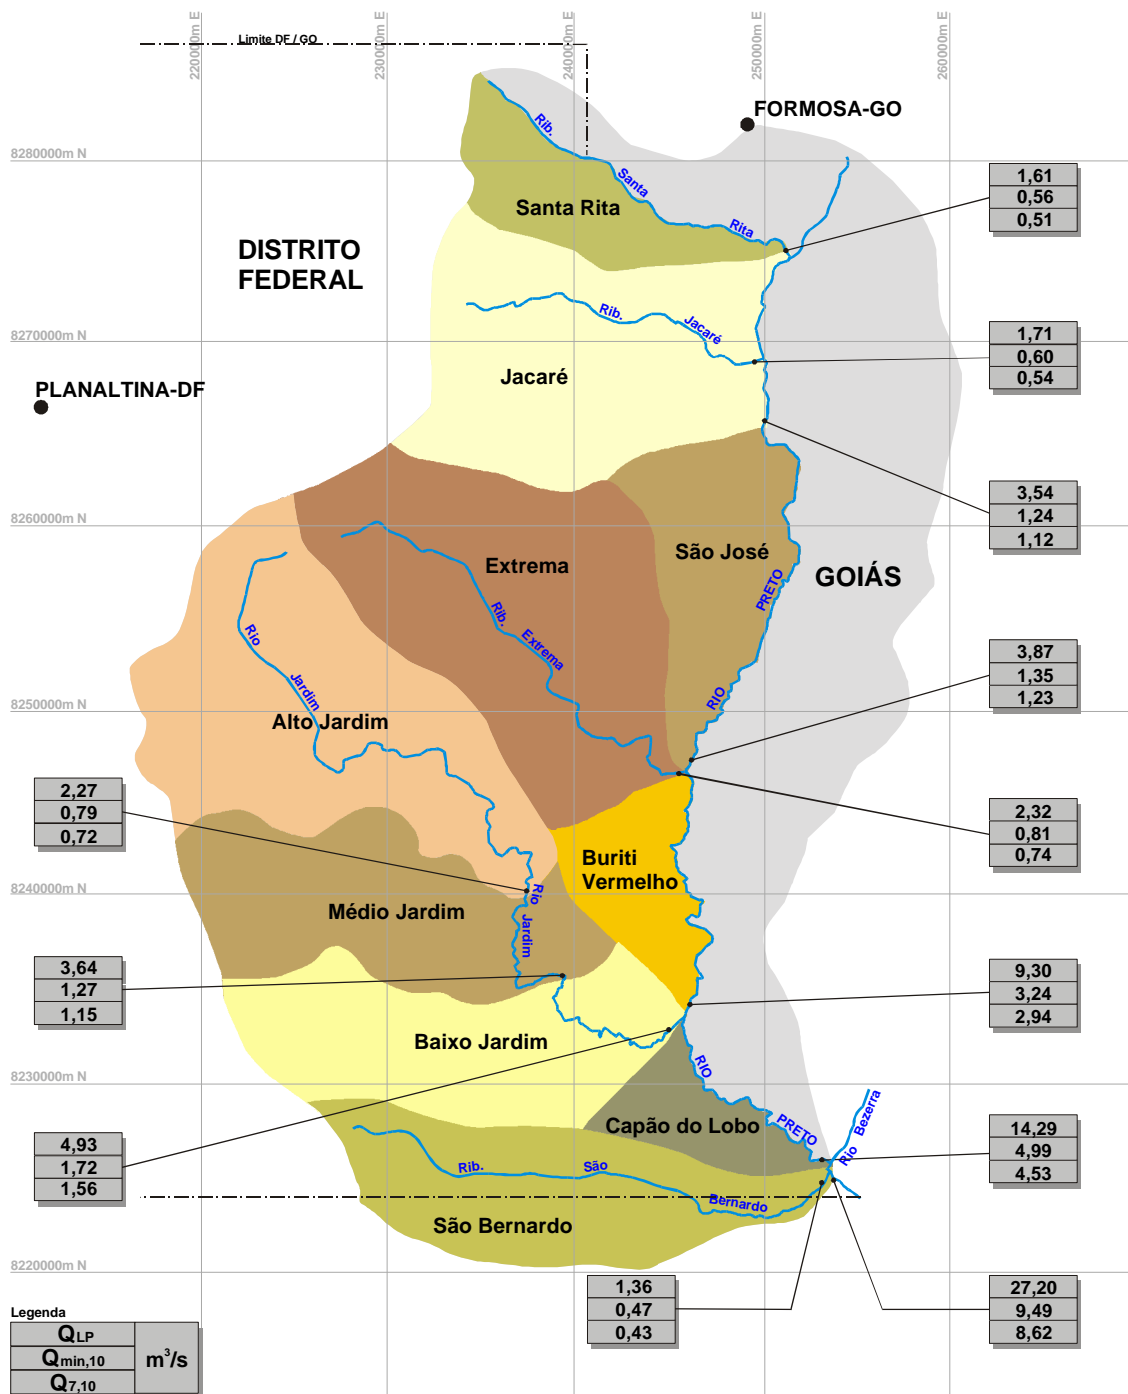 220000m E
230000m E
240000m E
250000m E
260000m E
Limite DF / GO
FORMOSA-GO
8280000m N
Rib.
Santa
Rita
Santa Rita
1,61
0,56
0,51
DISTRITO
FEDERAL
8270000m N
Rib.
Jacaré
Jacaré
1,71
0,60
0,54
PLANALTINA-DF
3,54
1,24
1,12
8260000m N
São José
Extrema
GOIÁS
PRETO
RIO
Rib.
Extrema
Rio
Jardim
3,87
1,35
1,23
8250000m N
Alto Jardim
2,27
0,79
0,72
2,32
0,81
0,74
Buriti
Vermelho
8240000m N
Rio
Jardim
Médio Jardim
3,64
1,27
1,15
9,30
3,24
2,94
Baixo Jardim
RIO
PRETO
8230000m N
Rio Bezerra
Capão do Lobo
4,93
1,72
1,56
14,29
4,99
4,53
Rib.
São
Bernardo
São Bernardo
8220000m N
1,36
0,47
0,43
27,20
9,49
8,62
Legenda
QLP
Qmin,10
Q7,10
m³/s